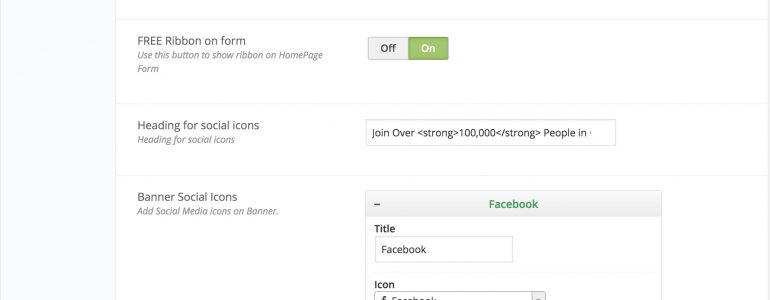 FREE Ribbon on form
Use this button to show ribbon on HomePage
Form
Off On
Heading for social icons
Heading for social icons
Join Over <strong>100,000</strong> People in
Banner Social Icons
Add Social Media icons on Banner.
– Facebook
Title
Facebook
Icon
Facebook